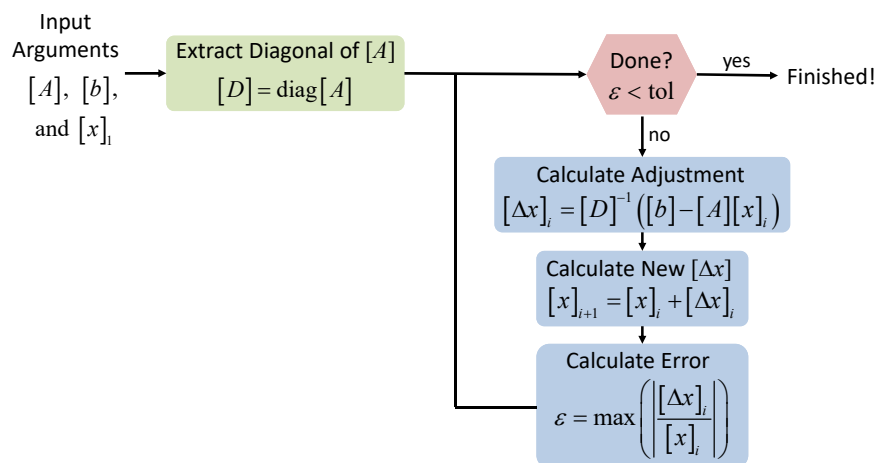 Input
Arguments
[A], [b],
and [x]₁
Extract Diagonal of [A]
[D] = diag[A]
Done?
ε < tol
yes
Finished!
no
Calculate Adjustment
[Δx]ᵢ = [D]⁻¹([b]−[A][x]ᵢ)
Calculate New [Δx]
[x]ᵢ₊₁ = [x]ᵢ + [Δx]ᵢ
Calculate Error
ε = max(|[Δx]ᵢ / [x]ᵢ|)